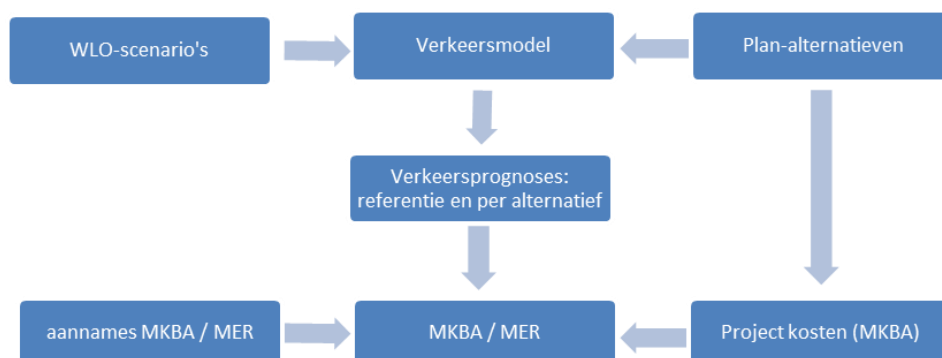 WLO-scenario's
Verkeersmodel
Plan-alternatieven
Verkeersprognoses:
referentie en per alternatief
aannames MKBA / MER
MKBA / MER
Project kosten (MKBA)